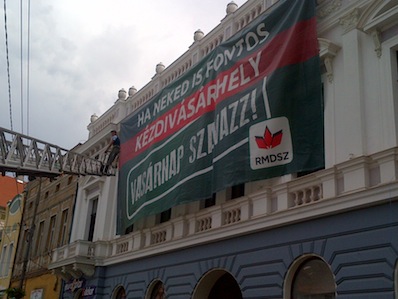 HA NEKED IS FONTOS
KÉZDIVÁSÁRHELY
VASÁRNAP SZAVAZZ!
RMDSZ